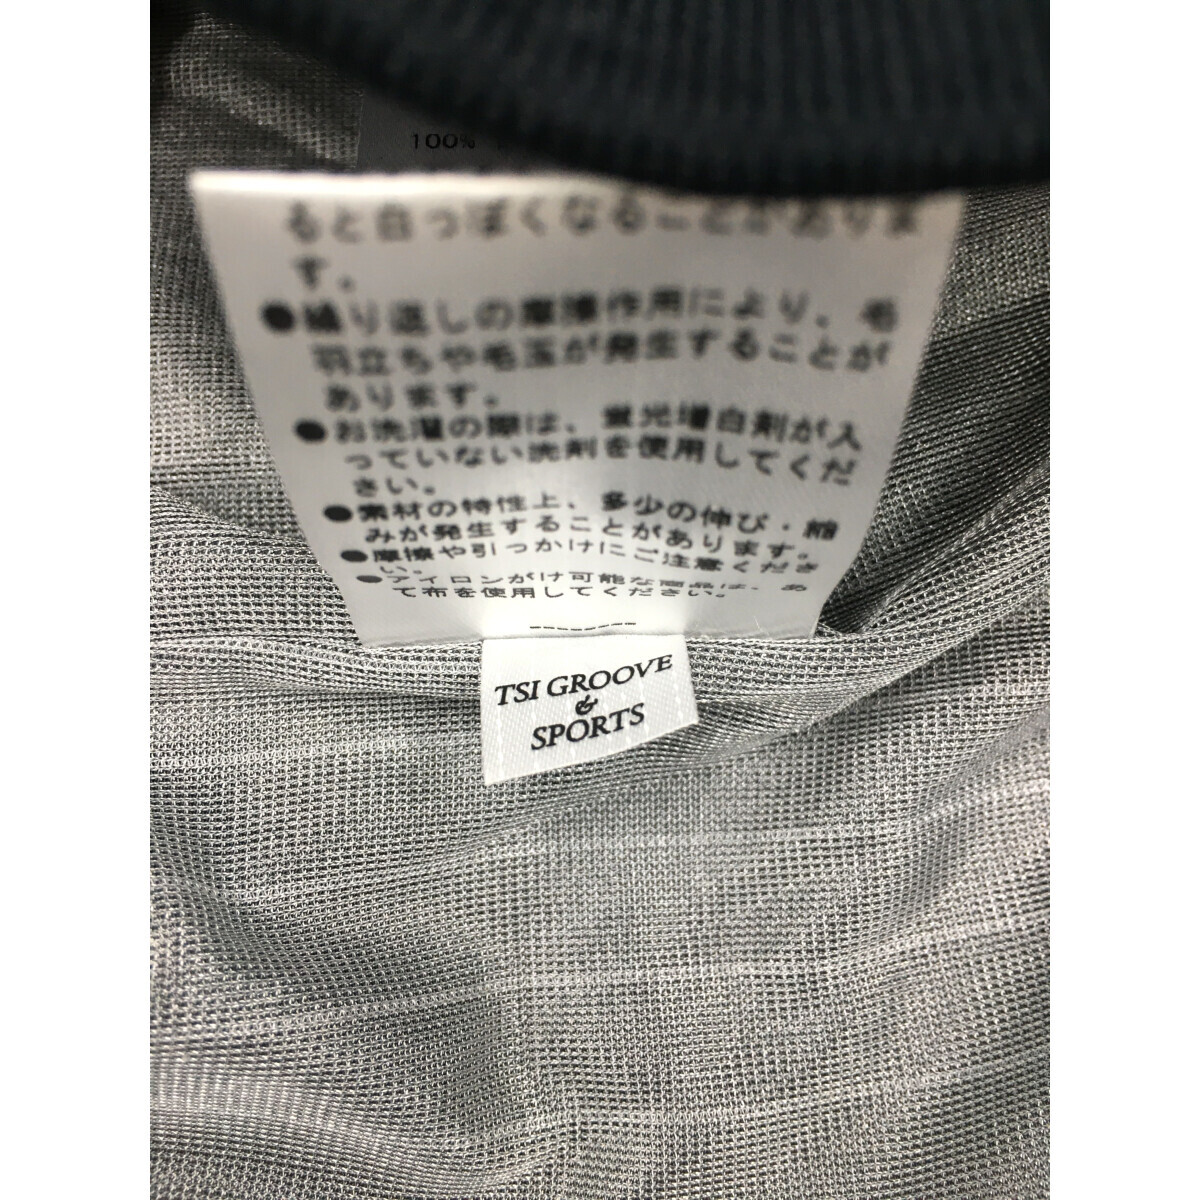 100%
ると白っぽくなることがありま
す。
●繰り返しの摩擦作用により、毛
羽立ちや毛玉が発生することが
あります。
●お洗濯の際は、蛍光増白剤が入
っていない洗剤を使用してくだ
さい。
●素材の特性上、多少の伸び・縮
みが発生することがあります。
●摩擦や引っかけにご注意くださ
い。
●アイロンがけ可能な商品は、あ
て布を使用してください。
TSI GROOVE
&
SPORTS